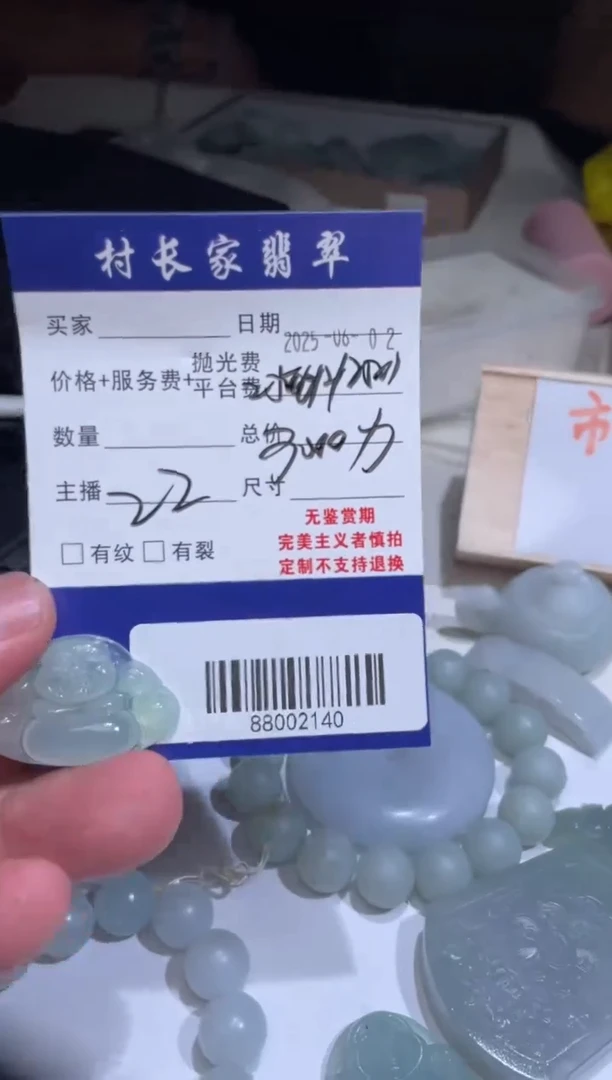 村长家翡翠
买家 日期 2025-06-02
抛光费
价格+服务费+
平台费
数量 总价
主播 22 尺寸
无鉴赏期
□有纹 □有裂 完美主义者慎拍
定制不支持退换
88002140
市